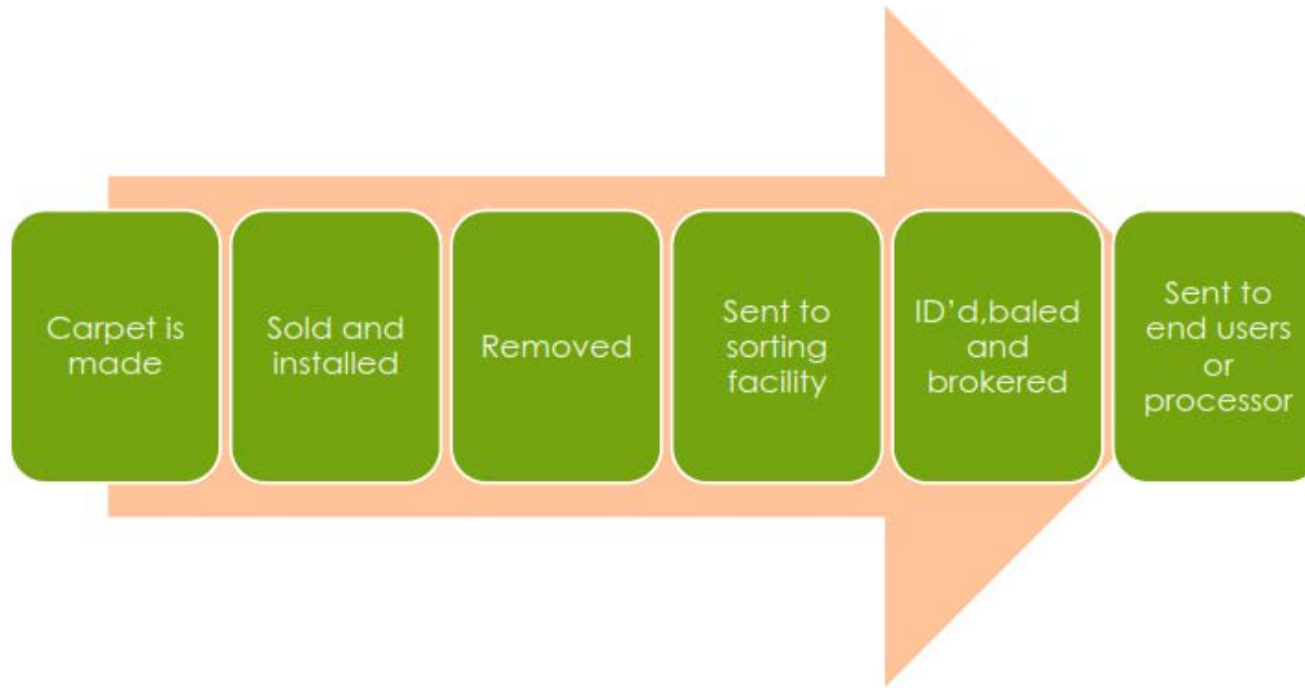 Carpet is
made
Sold and
installed
Removed
Sent to
sorting
facility
ID’d,baled
and
brokered
Sent to
end users
or
processor